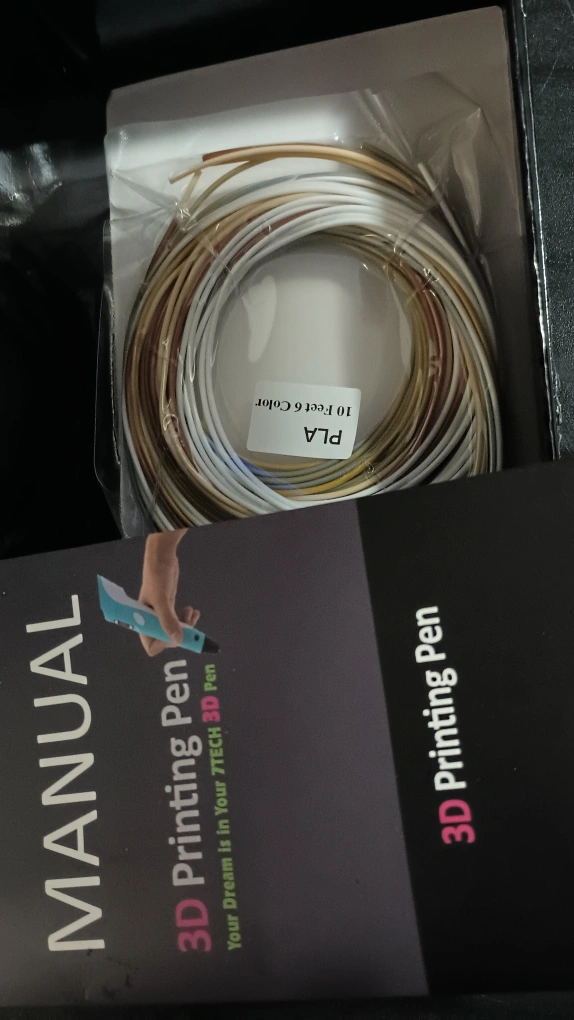 PLA
10 Feet 6 Color
MANUAL
3D Printing Pen
Your Dream is in Your 7TECH 3D Pen
3D Printing Pen